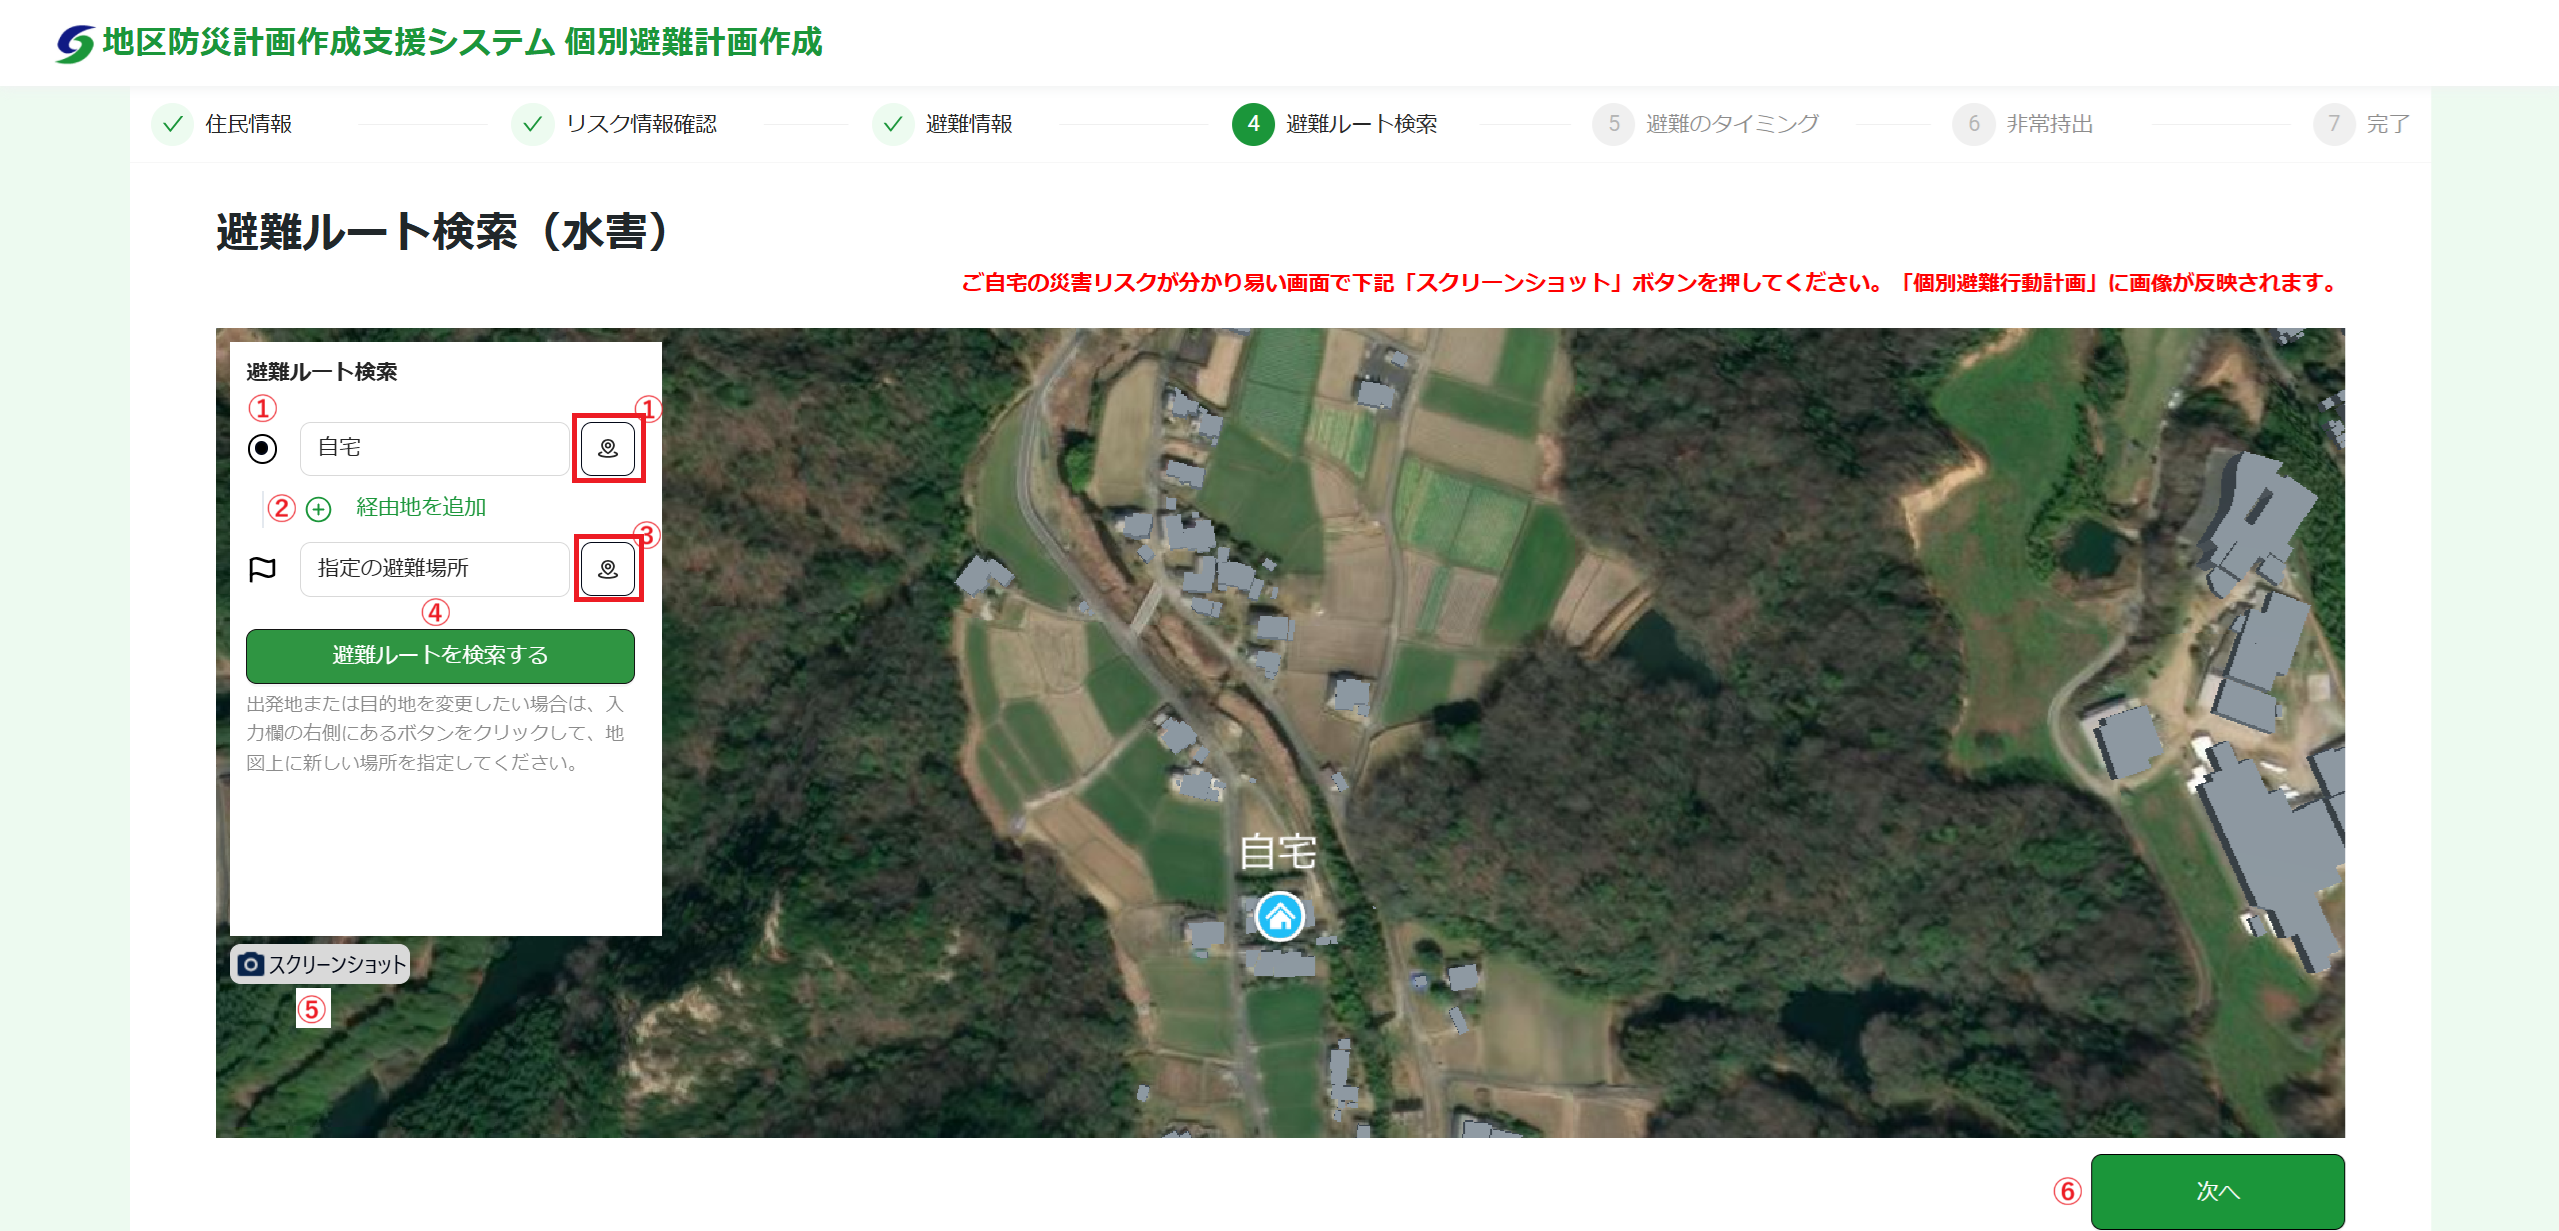 地区防災計画作成支援システム 個別避難計画作成
住民情報
リスク情報確認
避難情報
4 避難ルート検索
5 避難のタイミング
6 非常持出
7 完了
避難ルート検索（水害）
ご自宅の災害リスクが分かり易い画面で下記「スクリーンショット」ボタンを押してください。「個別避難行動計画」に画像が反映されます。
避難ルート検索
① ①
自宅
② 経由地を追加
③
指定の避難場所
④
避難ルートを検索する
出発地または目的地を変更したい場合は、入
力欄の右側にあるボタンをクリックして、地
図上に新しい場所を指定してください。
自宅
スクリーンショット
⑤
⑥ 次へ